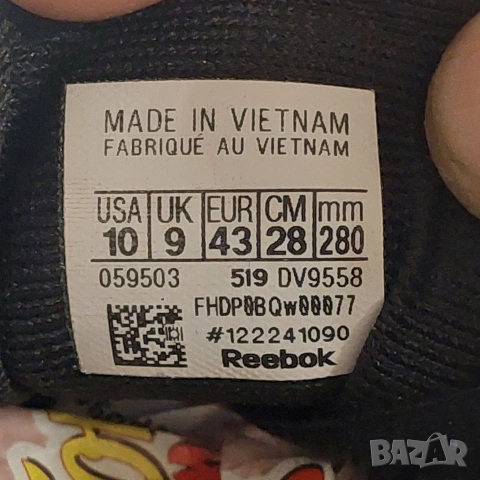 MADE IN VIETNAM
FABRIQUÉ AU VIETNAM
USA UK EUR CM mm
10 9 43 28 280
059503 519 DV9558
FHDP0BQw00077
#122241090
Reebok
BAZAR